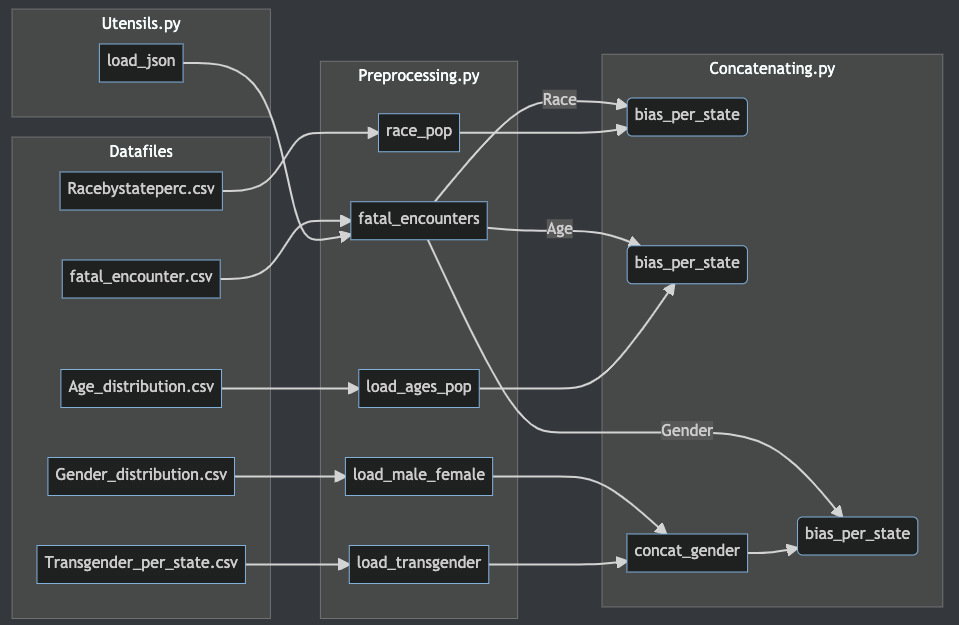 Utensils.py
load_json
Datafiles
Racebystateperc.csv
fatal_encounter.csv
Age_distribution.csv
Gender_distribution.csv
Transgender_per_state.csv
Preprocessing.py
race_pop
fatal_encounters
load_ages_pop
load_male_female
load_transgender
Concatenating.py
Race
bias_per_state
Age
bias_per_state
Gender
concat_gender
bias_per_state